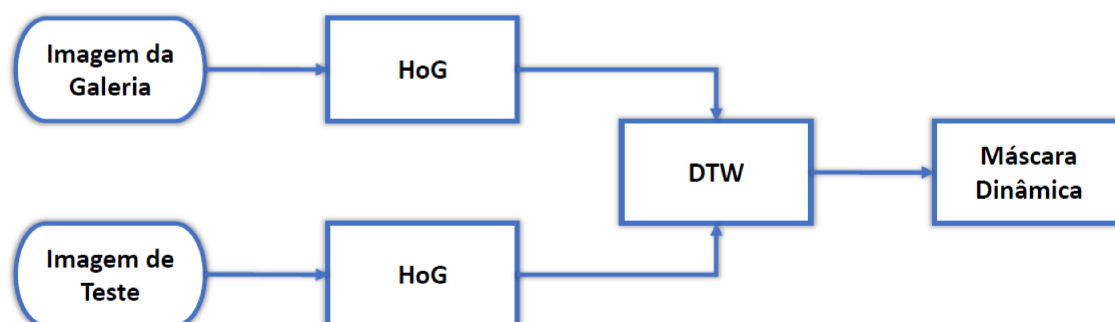 Imagem da
Galeria
HoG
DTW
Máscara
Dinâmica
Imagem de
Teste
HoG